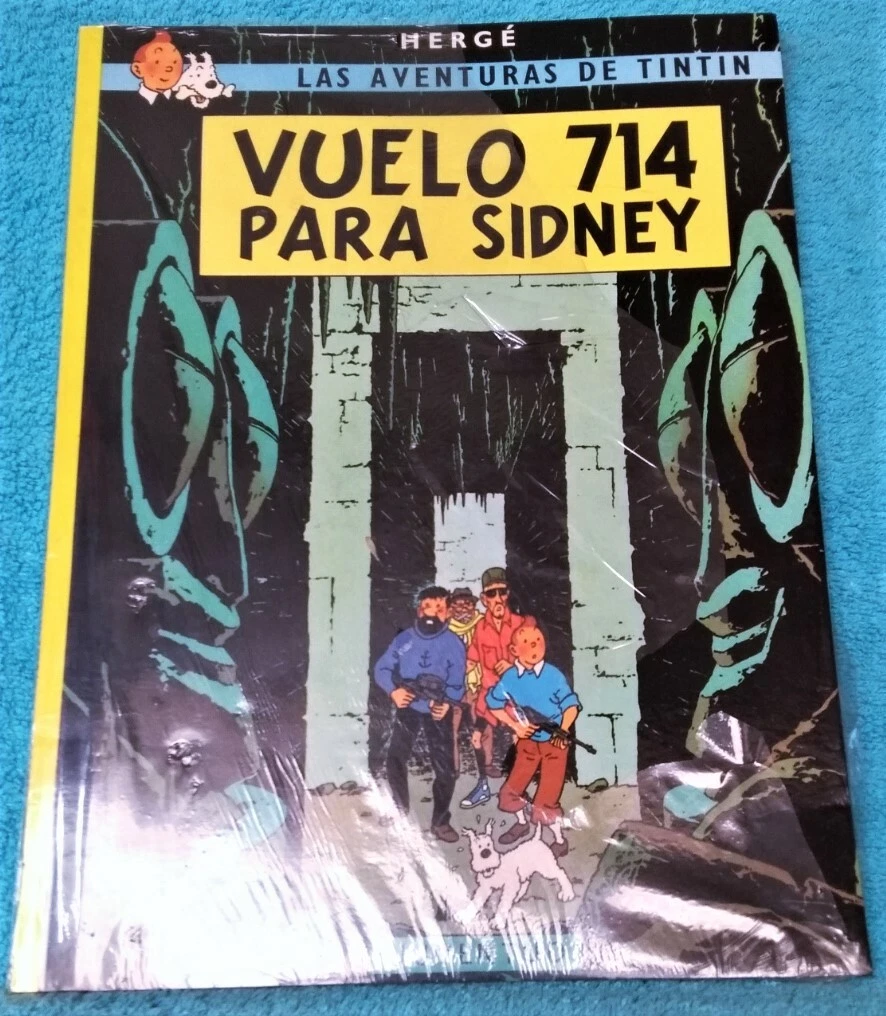 HERGÉ
LAS AVENTURAS DE TINTIN
VUELO 714
PARA SIDNEY